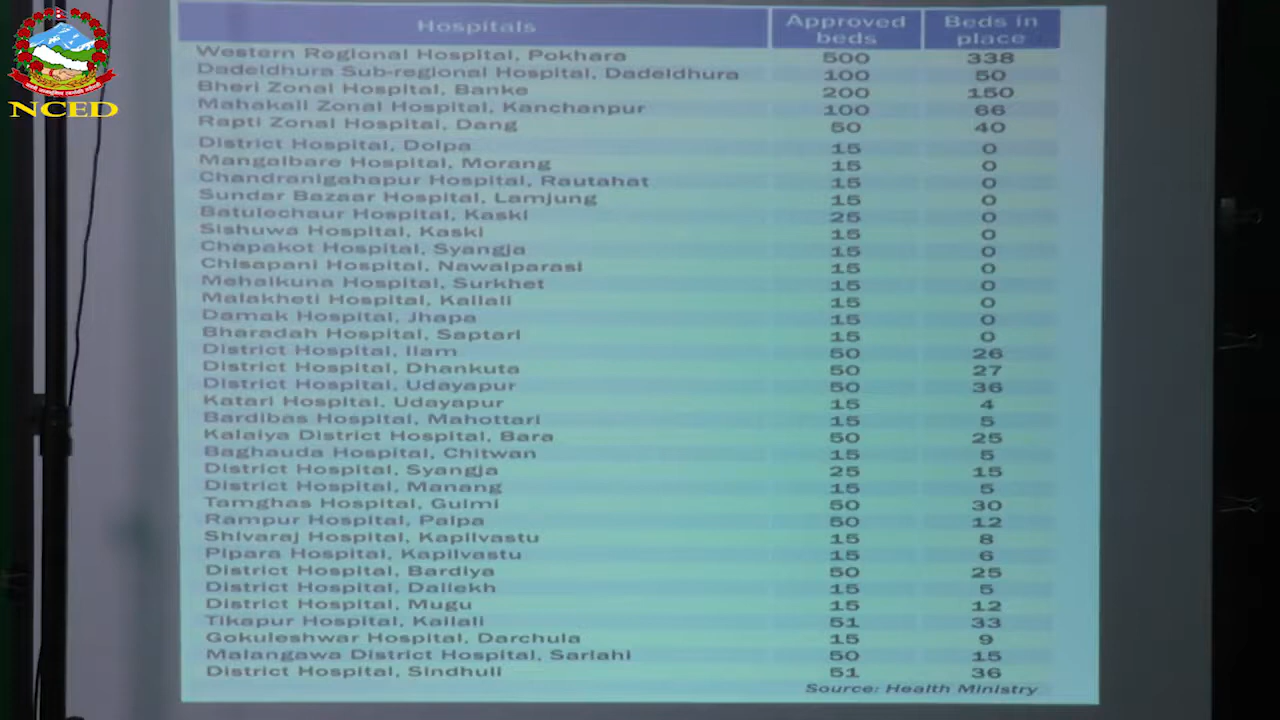 NCED
Hospitals Approved beds Beds in place
Western Regional Hospital, Pokhara 500 338
Dadeldhura Sub-regional Hospital, Dadeldhura 100 50
Bheri Zonal Hospital, Banke 200 150
Mahakali Zonal Hospital, Kanchanpur 100 66
Rapti Zonal Hospital, Dang 50 40
District Hospital, Dolpa 15 0
Mangalbare Hospital, Morang 15 0
Chandranigahapur Hospital, Rautahat 15 0
Sundar Bazaar Hospital, Lamjung 15 0
Batulechaur Hospital, Kaski 25 0
Sishuwa Hospital, Kaski 15 0
Chapakot Hospital, Syangja 15 0
Chisapani Hospital, Nawalparasi 15 0
Mehalkuna Hospital, Surkhet 15 0
Malakheti Hospital, Kailali 15 0
Damak Hospital, Jhapa 15 0
Bharadah Hospital, Saptari 15 0
District Hospital, Ilam 50 26
District Hospital, Dhankuta 50 27
District Hospital, Udayapur 50 36
Katari Hospital, Udayapur 15 4
Bardibas Hospital, Mahottari 15 5
Kalaiya District Hospital, Bara 50 25
Baghauda Hospital, Chitwan 15 5
District Hospital, Syangja 25 15
District Hospital, Manang 15 5
Tamghas Hospital, Gulmi 50 30
Rampur Hospital, Palpa 50 12
Shivaraj Hospital, Kapilvastu 15 8
Pipara Hospital, Kapilvastu 15 6
District Hospital, Bardiya 50 25
District Hospital, Dailekh 15 5
District Hospital, Mugu 15 12
Tikapur Hospital, Kailali 51 33
Gokuleshwar Hospital, Darchula 15 9
Malangawa District Hospital, Sarlahi 50 15
District Hospital, Sindhuli 51 36
Source: Health Ministry